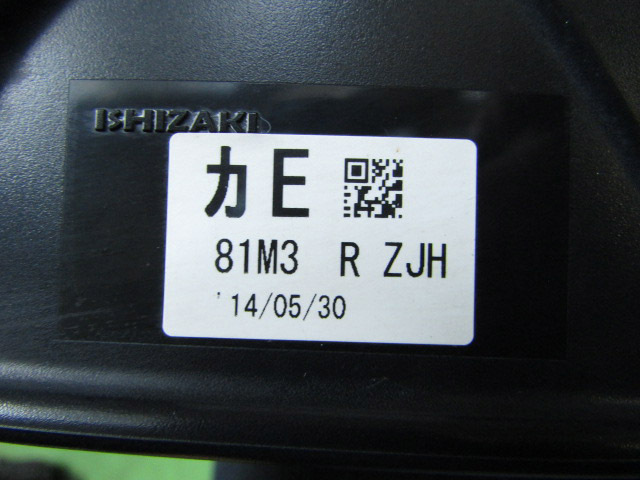 ISHIZAKI
カE
81M3 R ZJH
'14/05/30